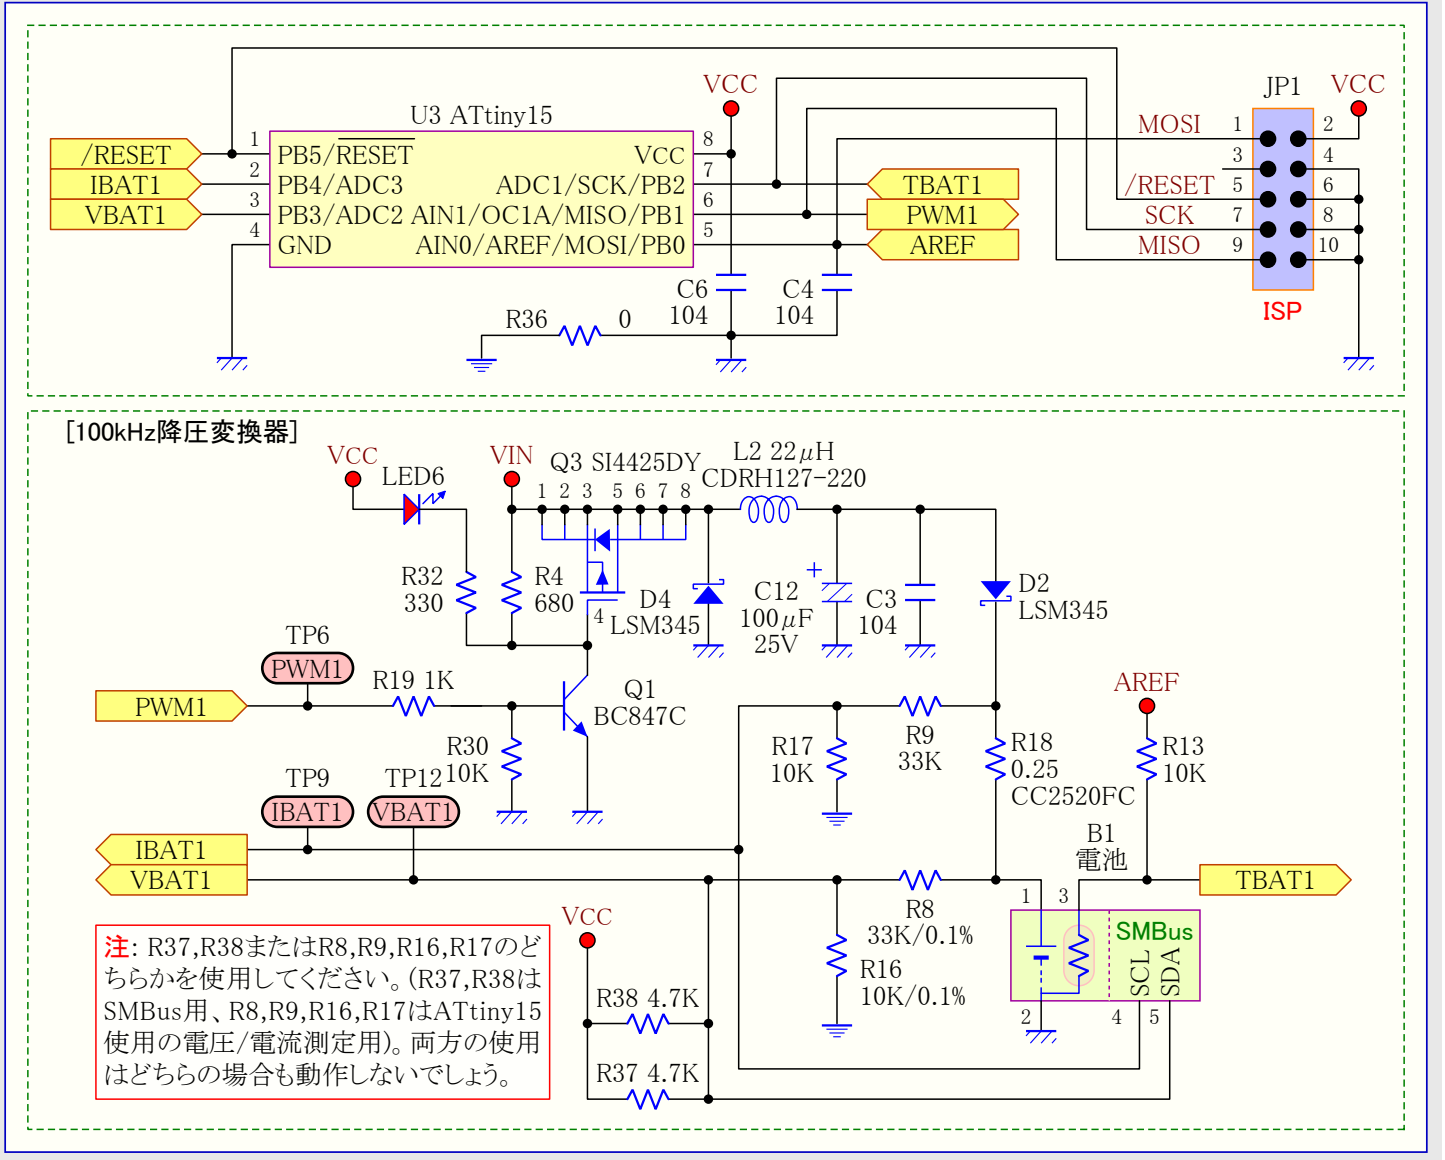 VCC
JP1
VCC
U3 ATtiny15
MOSI 1 2
/RESET 1 PB5/RESET VCC 8
3 4
IBAT1 2 PB4/ADC3 ADC1/SCK/PB2 7 TBAT1
/RESET 5 6
VBAT1 3 PB3/ADC2 AIN1/OC1A/MISO/PB1 6 PWM1
SCK 7 8
4 GND AIN0/AREF/MOSI/PB0 5 AREF
MISO 9 10
C6
104
C4
104
ISP
R36 0
[100kHz降圧変換器]
VCC
LED6
VIN
Q3 SI4425DY
1 2 3 5 6 7 8
4
L2 22μH
CDRH127-220
R32
330
R4
680
D4
LSM345
+
C12
100μF
25V
C3
104
D2
LSM345
TP6
PWM1
PWM1
R19 1K
Q1
BC847C
R30
10K
AREF
R17
10K
R9
33K
R18
0.25
CC2520FC
R13
10K
TP9
IBAT1
TP12
VBAT1
IBAT1
VBAT1
B1
電池
TBAT1
R8
33K/0.1%
R16
10K/0.1%
1 3
SMBus
SCL
SDA
2 4 5
VCC
R38 4.7K
R37 4.7K
注: R37,R38またはR8,R9,R16,R17のど
ちらかを使用してください。(R37,R38は
SMBus用、R8,R9,R16,R17はATtiny15
使用の電圧/電流測定用)。両方の使用
はどちらの場合も動作しないでしょう。